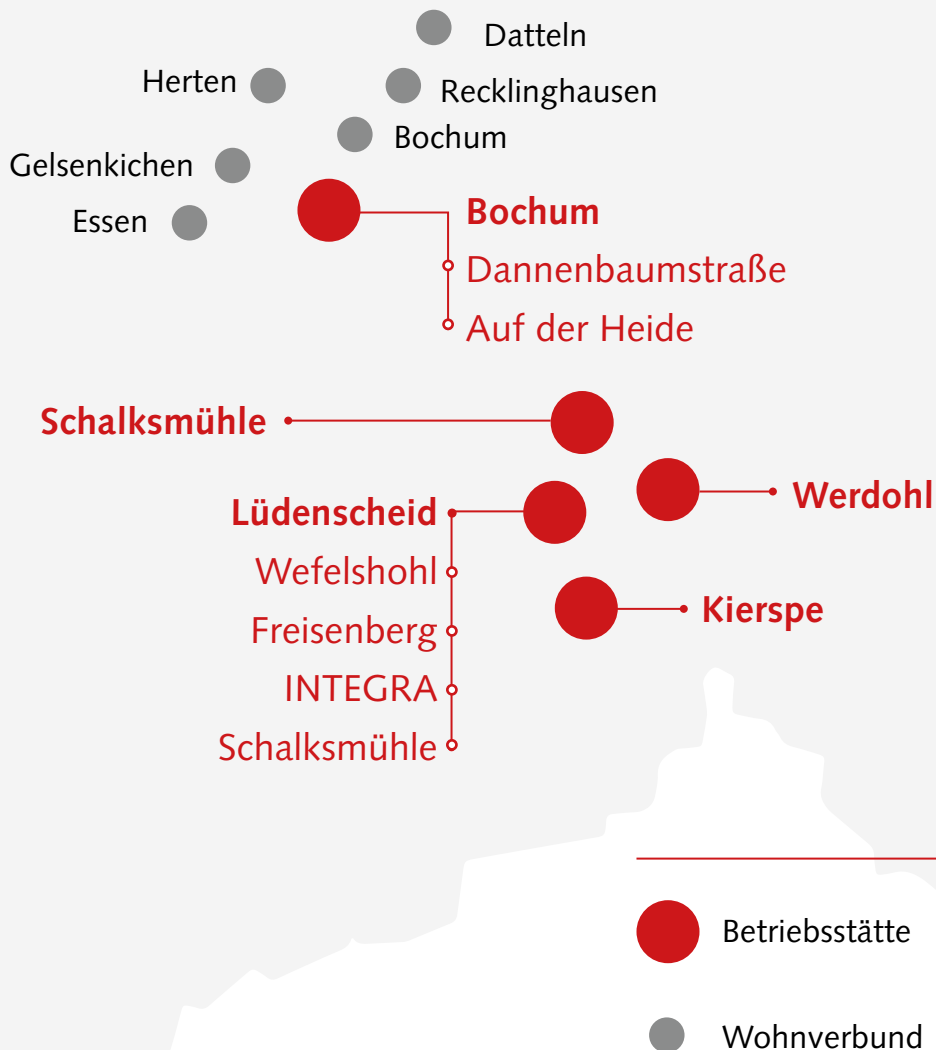 Datteln
Herten
Recklinghausen
Bochum
Gelsenkichen
Essen
Bochum
Dannenbaumstraße
Auf der Heide
Schalksmühle
Werdohl
Lüdenscheid
Wefelshohl
Freisenberg
Kierspe
INTEGRA
Schalksmühle
Betriebsstätte
Wohnverbund